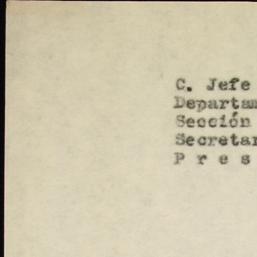 C. Jefe
Departam
Sección
Secretar
P r e s